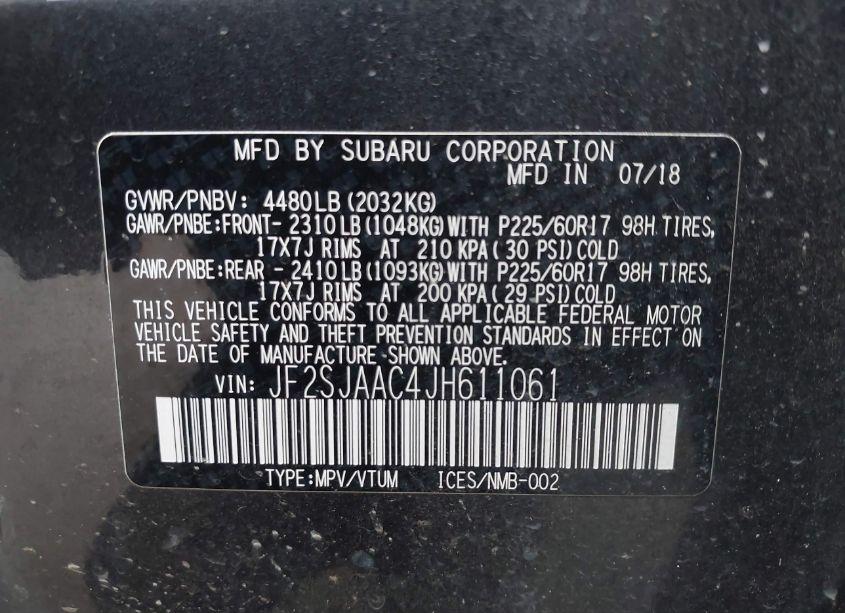 MFD BY SUBARU CORPORATION
MFD IN 07/18
GVWR/PNBV: 4480LB(2032KG)
GAWR/PNBE:FRONT- 2310LB(1048KG)WITH P225/60R17 98H TIRES,
17X7J RIMS AT 210 KPA(30 PSI)COLD
GAWR/PNBE:REAR - 2410LB(1093KG)WITH P225/60R17 98H TIRES,
17X7J RIMS AT 200 KPA(29 PSI)COLD
THIS VEHICLE CONFORMS TO ALL APPLICABLE FEDERAL MOTOR
VEHICLE SAFETY AND THEFT PREVENTION STANDARDS IN EFFECT ON
THE DATE OF MANUFACTURE SHOWN ABOVE.
VIN: JF2SJAAC4JH611061
TYPE:MPV/VTUM ICES/NMB-002